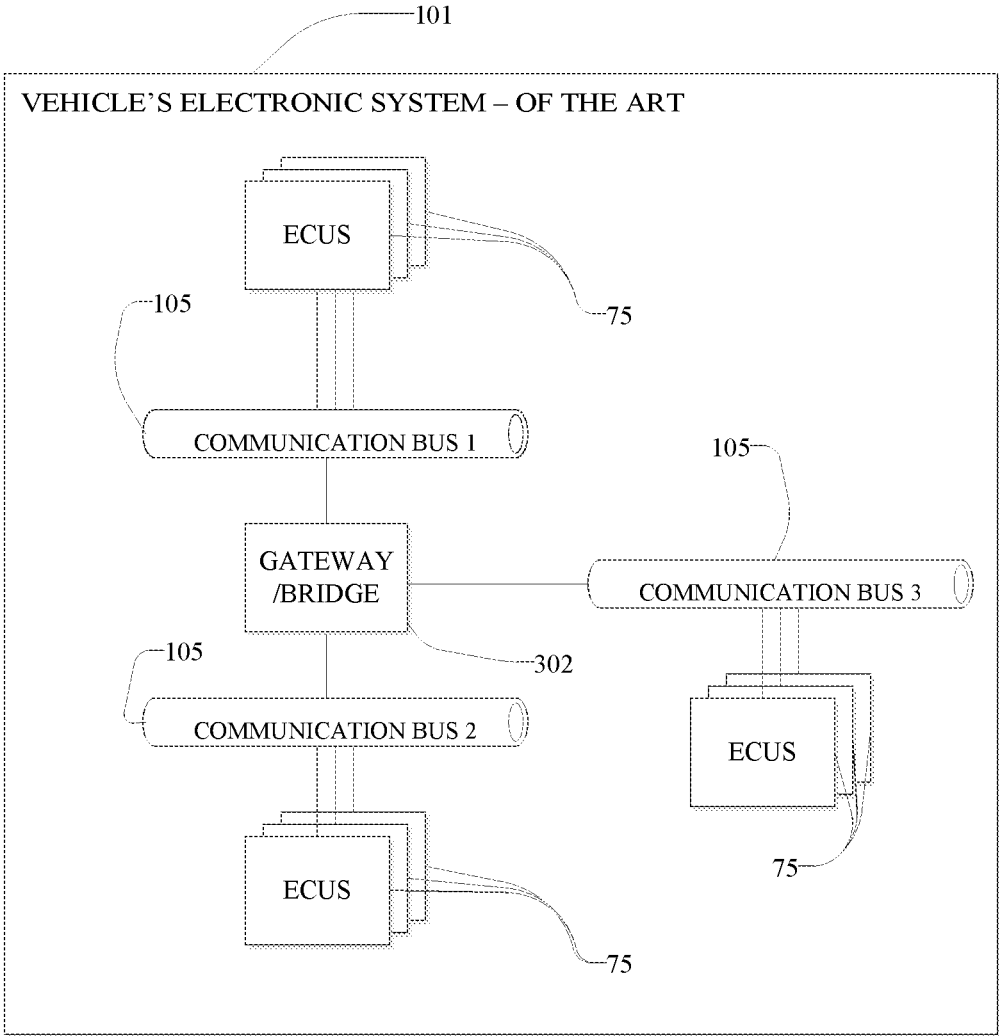 101
VEHICLE'S ELECTRONIC SYSTEM – OF THE ART
ECUS
75
105
COMMUNICATION BUS 1
105
GATEWAY
/BRIDGE
COMMUNICATION BUS 3
302
105
COMMUNICATION BUS 2
ECUS
75
ECUS
75